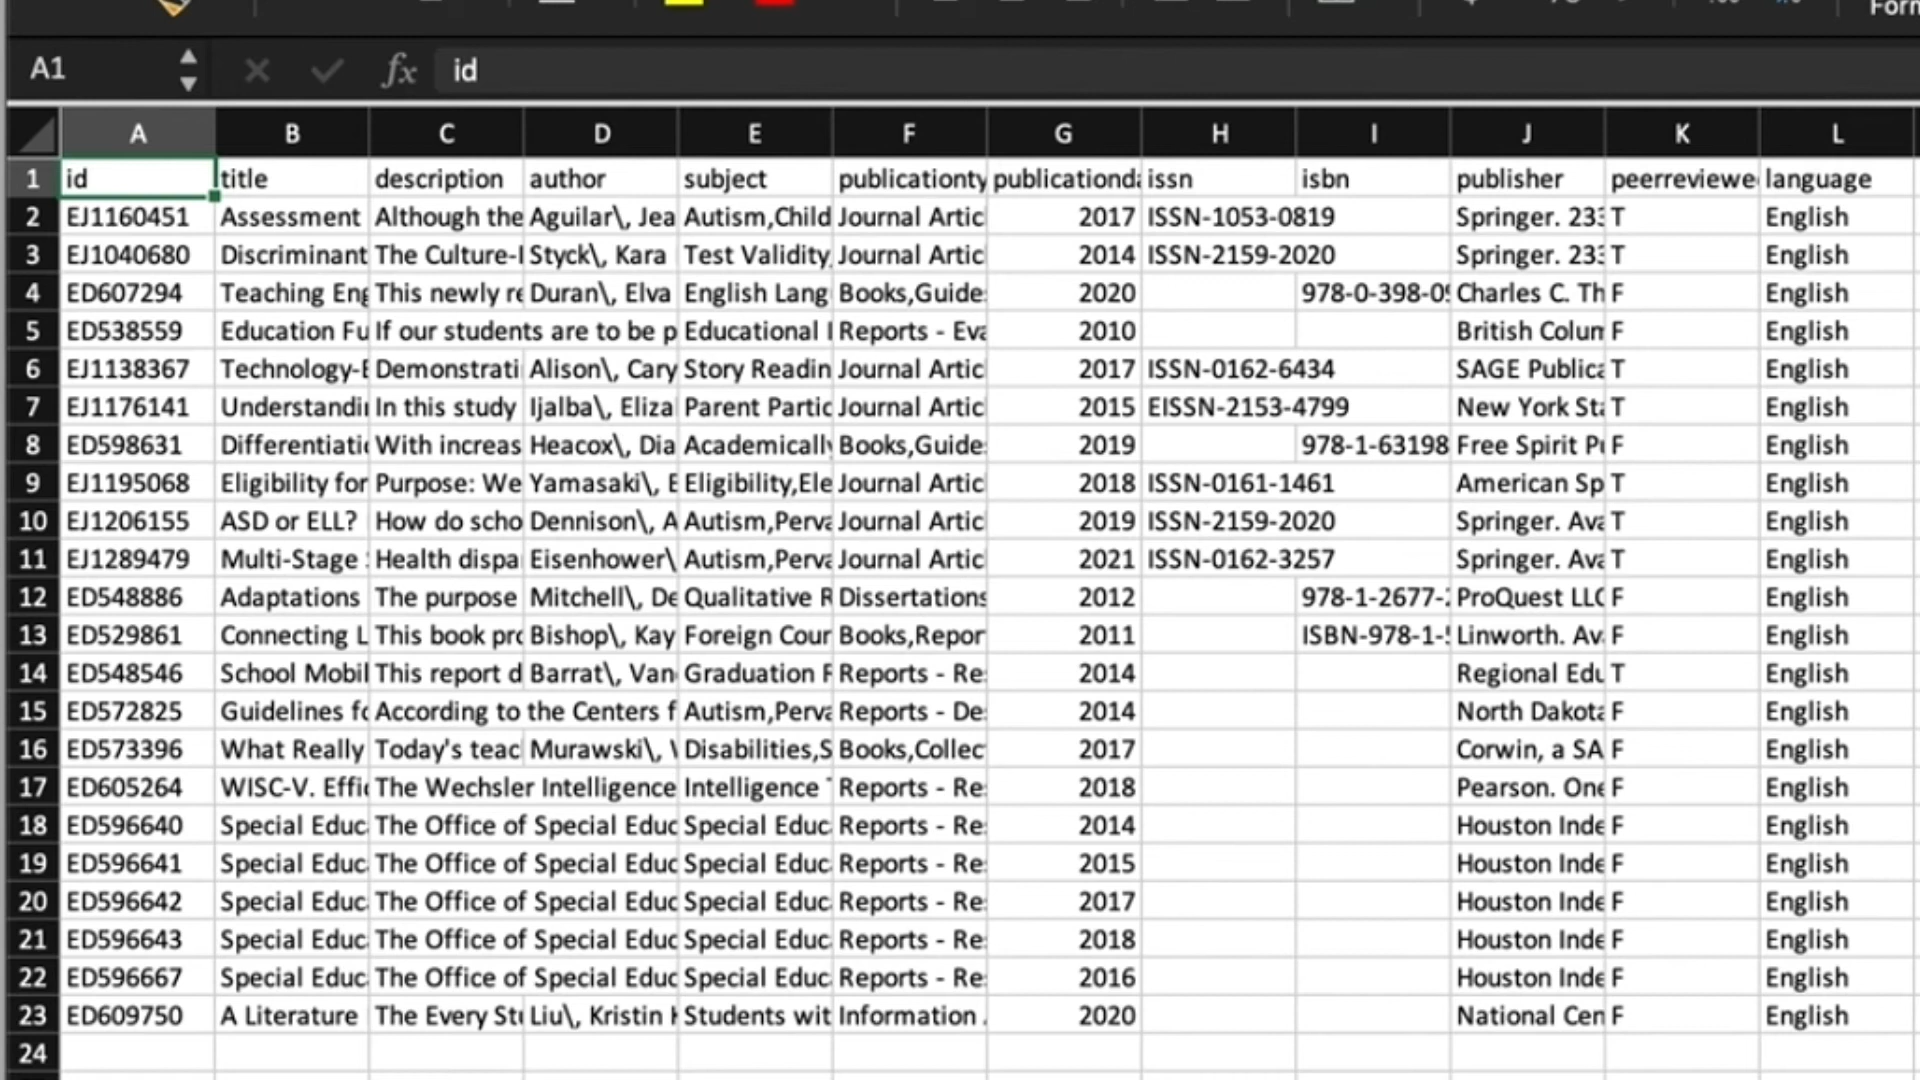 Form
A1 fx id
A B C D E F G H I J K L
1 id title description author subject publicationty publicationda issn isbn publisher peerreviewe language
2 EJ1160451 Assessment Although the Aguilar\, Jea Autism,Child Journal Artic 2017 ISSN-1053-0819 Springer. 233 T English
3 EJ1040680 Discriminant The Culture-I Styck\, Kara Test Validity, Journal Artic 2014 ISSN-2159-2020 Springer. 233 T English
4 ED607294 Teaching Eng This newly re Duran\, Elva English Lang Books,Guide 2020 978-0-398-09 Charles C. Th F English
5 ED538559 Education Fu If our students are to be p Educational Reports - Eva 2010 British Colum F English
6 EJ1138367 Technology-E Demonstrati Alison\, Cary Story Readin Journal Artic 2017 ISSN-0162-6434 SAGE Publica T English
7 EJ1176141 Understandi In this study Ijalba\, Eliza Parent Partic Journal Artic 2015 EISSN-2153-4799 New York Sta T English
8 ED598631 Differentiati With increas Heacox\, Dia Academically Books,Guide 2019 978-1-63198 Free Spirit Pu F English
9 EJ1195068 Eligibility for Purpose: We Yamasaki\, E Eligibility,Ele Journal Artic 2018 ISSN-0161-1461 American Sp T English
10 EJ1206155 ASD or ELL? How do scho Dennison\, A Autism,Perva Journal Artic 2019 ISSN-2159-2020 Springer. Ava T English
11 EJ1289479 Multi-Stage Health dispa Eisenhower\ Autism,Perva Journal Artic 2021 ISSN-0162-3257 Springer. Ava T English
12 ED548886 Adaptations The purpose Mitchell\, De Qualitative R Dissertations 2012 978-1-2677- ProQuest LLC F English
13 ED529861 Connecting L This book pro Bishop\, Kay Foreign Coun Books,Repor 2011 ISBN-978-1-5 Linworth. Av F English
14 ED548546 School Mobil This report d Barrat\, Van Graduation R Reports - Re 2014 Regional Edu T English
15 ED572825 Guidelines fo According to the Centers f Autism,Perva Reports - De 2014 North Dakota F English
16 ED573396 What Really Today's teac Murawski\, Disabilities,S Books,Collec 2017 Corwin, a SA F English
17 ED605264 WISC-V. Effi The Wechsler Intelligence Intelligence Reports - Re 2018 Pearson. One F English
18 ED596640 Special Educ The Office of Special Educ Special Educ Reports - Re 2014 Houston Inde F English
19 ED596641 Special Educ The Office of Special Educ Special Educ Reports - Re 2015 Houston Inde F English
20 ED596642 Special Educ The Office of Special Educ Special Educ Reports - Re 2017 Houston Inde F English
21 ED596643 Special Educ The Office of Special Educ Special Educ Reports - Re 2018 Houston Inde F English
22 ED596667 Special Educ The Office of Special Educ Special Educ Reports - Re 2016 Houston Inde F English
23 ED609750 A Literature The Every Stu Liu\, Kristin K Students wit Information 2020 National Cen F English
24